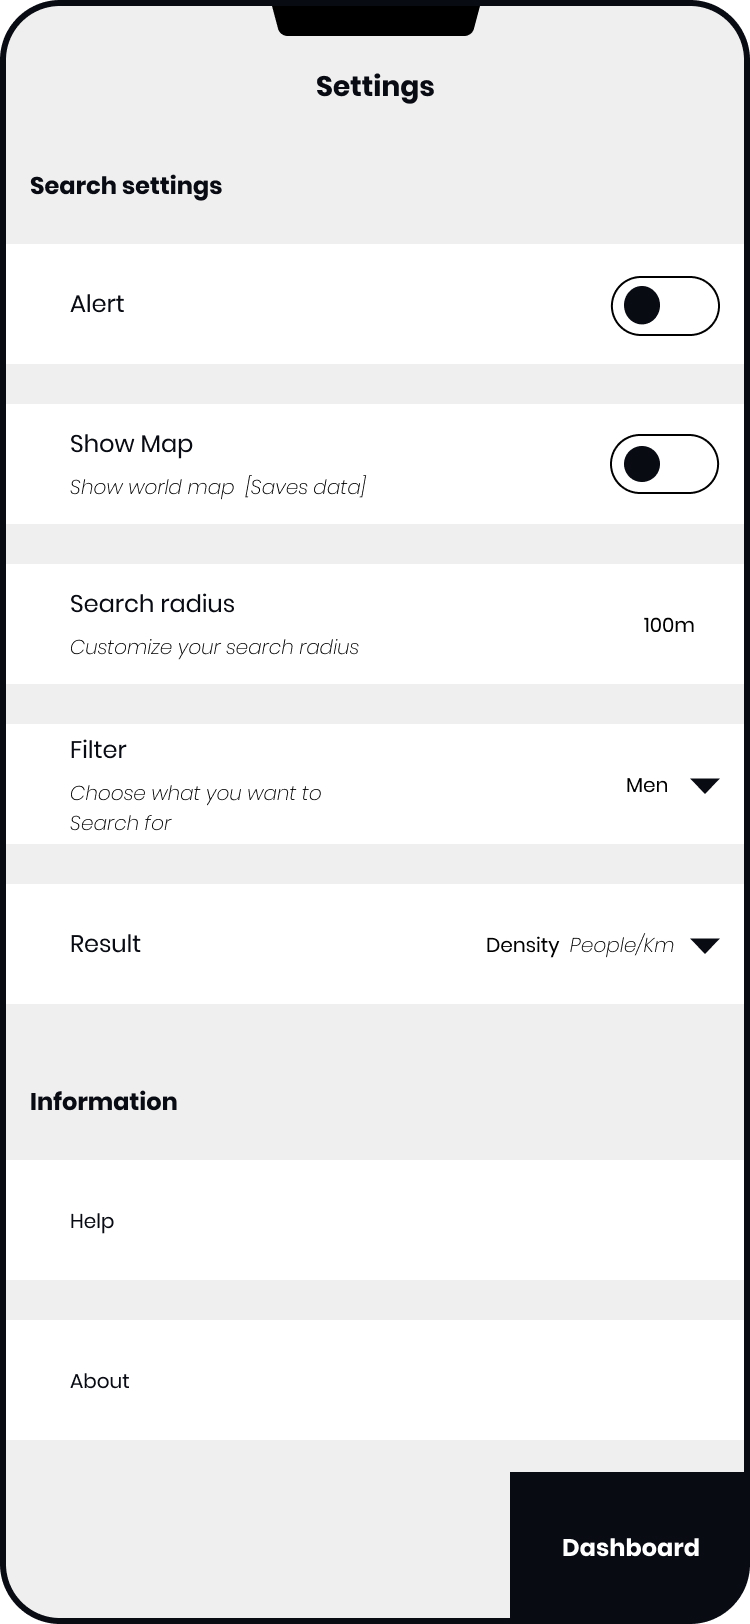 Settings
Search settings
Alert
Show Map
Show world map [Saves data]
Search radius
Customize your search radius
100m
Filter
Choose what you want to
Search for
Men
Result
Density People/Km
Information
Help
About
Dashboard